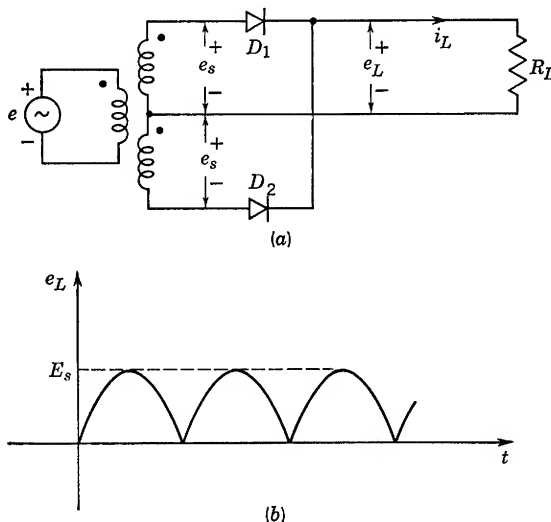 +
e
−
+
e_s
−
+
e_s
−
D_1
D_2
+
e_L
−
i_L
R_L
(a)
e_L
E_s
t
(b)